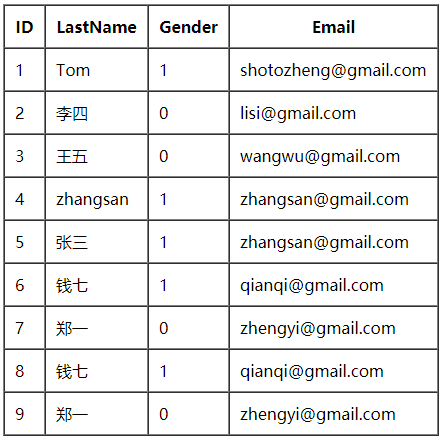 ID LastName Gender Email
1 Tom 1 shotozheng@gmail.com
2 李四 0 lisi@gmail.com
3 王五 0 wangwu@gmail.com
4 zhangsan 1 zhangsan@gmail.com
5 张三 1 zhangsan@gmail.com
6 钱七 1 qianqi@gmail.com
7 郑一 0 zhengyi@gmail.com
8 钱七 1 qianqi@gmail.com
9 郑一 0 zhengyi@gmail.com